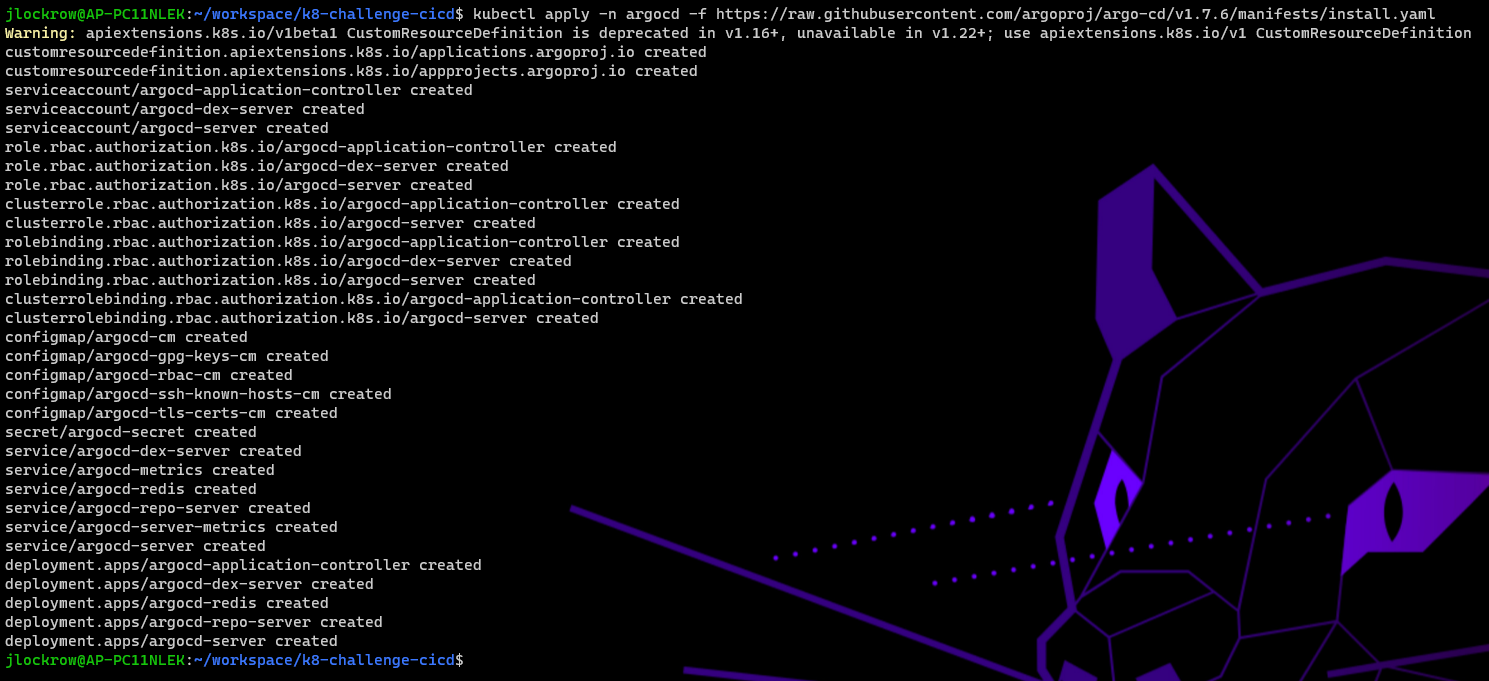 jlockrow@AP-PC11NLEK:~/workspace/k8-challenge-cicd$ kubectl apply -n argocd -f https://raw.githubusercontent.com/argoproj/argo-cd/v1.7.6/manifests/install.yaml
Warning: apiextensions.k8s.io/v1beta1 CustomResourceDefinition is deprecated in v1.16+, unavailable in v1.22+; use apiextensions.k8s.io/v1 CustomResourceDefinition
customresourcedefinition.apiextensions.k8s.io/applications.argoproj.io created
customresourcedefinition.apiextensions.k8s.io/appprojects.argoproj.io created
serviceaccount/argocd-application-controller created
serviceaccount/argocd-dex-server created
serviceaccount/argocd-server created
role.rbac.authorization.k8s.io/argocd-application-controller created
role.rbac.authorization.k8s.io/argocd-dex-server created
role.rbac.authorization.k8s.io/argocd-server created
clusterrole.rbac.authorization.k8s.io/argocd-application-controller created
clusterrole.rbac.authorization.k8s.io/argocd-server created
rolebinding.rbac.authorization.k8s.io/argocd-application-controller created
rolebinding.rbac.authorization.k8s.io/argocd-dex-server created
rolebinding.rbac.authorization.k8s.io/argocd-server created
clusterrolebinding.rbac.authorization.k8s.io/argocd-application-controller created
clusterrolebinding.rbac.authorization.k8s.io/argocd-server created
configmap/argocd-cm created
configmap/argocd-gpg-keys-cm created
configmap/argocd-rbac-cm created
configmap/argocd-ssh-known-hosts-cm created
configmap/argocd-tls-certs-cm created
secret/argocd-secret created
service/argocd-dex-server created
service/argocd-metrics created
service/argocd-redis created
service/argocd-repo-server created
service/argocd-server-metrics created
service/argocd-server created
deployment.apps/argocd-application-controller created
deployment.apps/argocd-dex-server created
deployment.apps/argocd-redis created
deployment.apps/argocd-repo-server created
deployment.apps/argocd-server created
jlockrow@AP-PC11NLEK:~/workspace/k8-challenge-cicd$